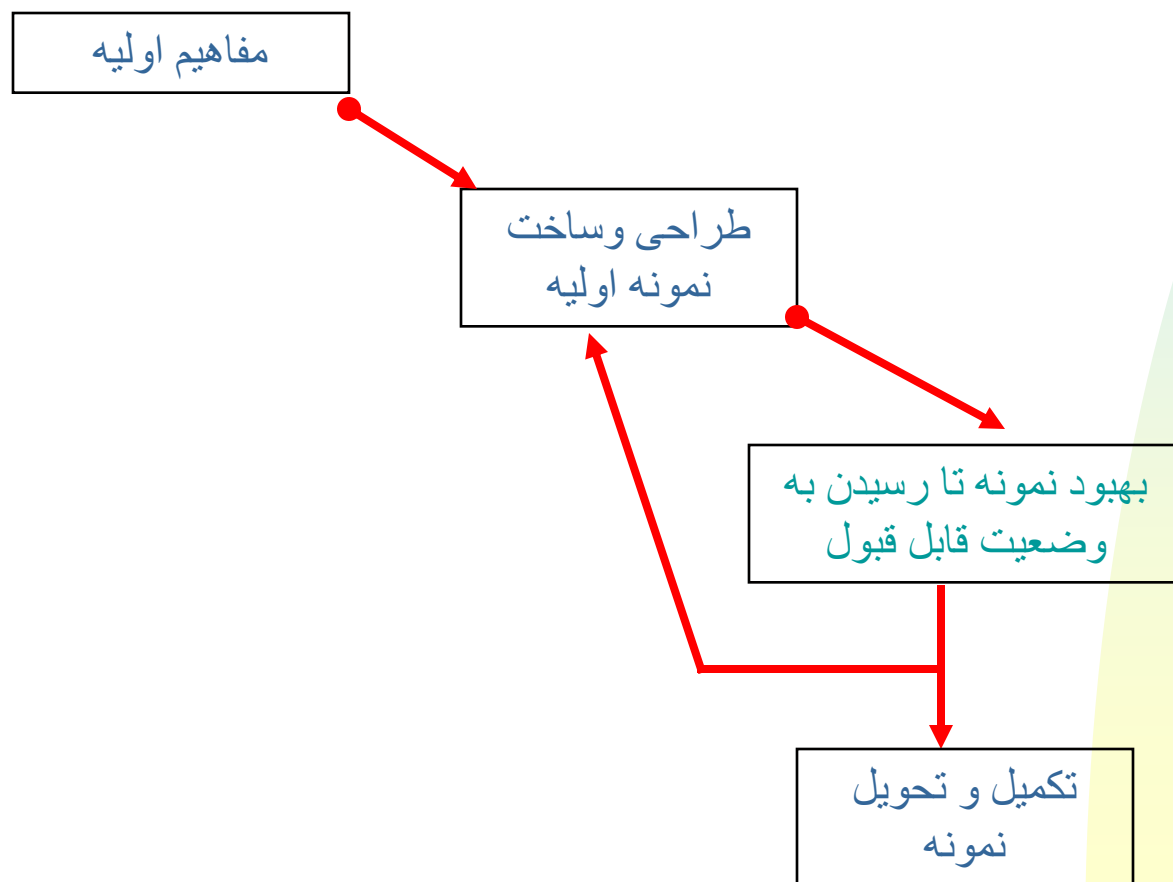 مفاهیم اولیه
طراحی وساخت
نمونه اولیه
بهبود نمونه تا رسیدن به
وضعیت قابل قبول
تکمیل و تحویل
نمونه